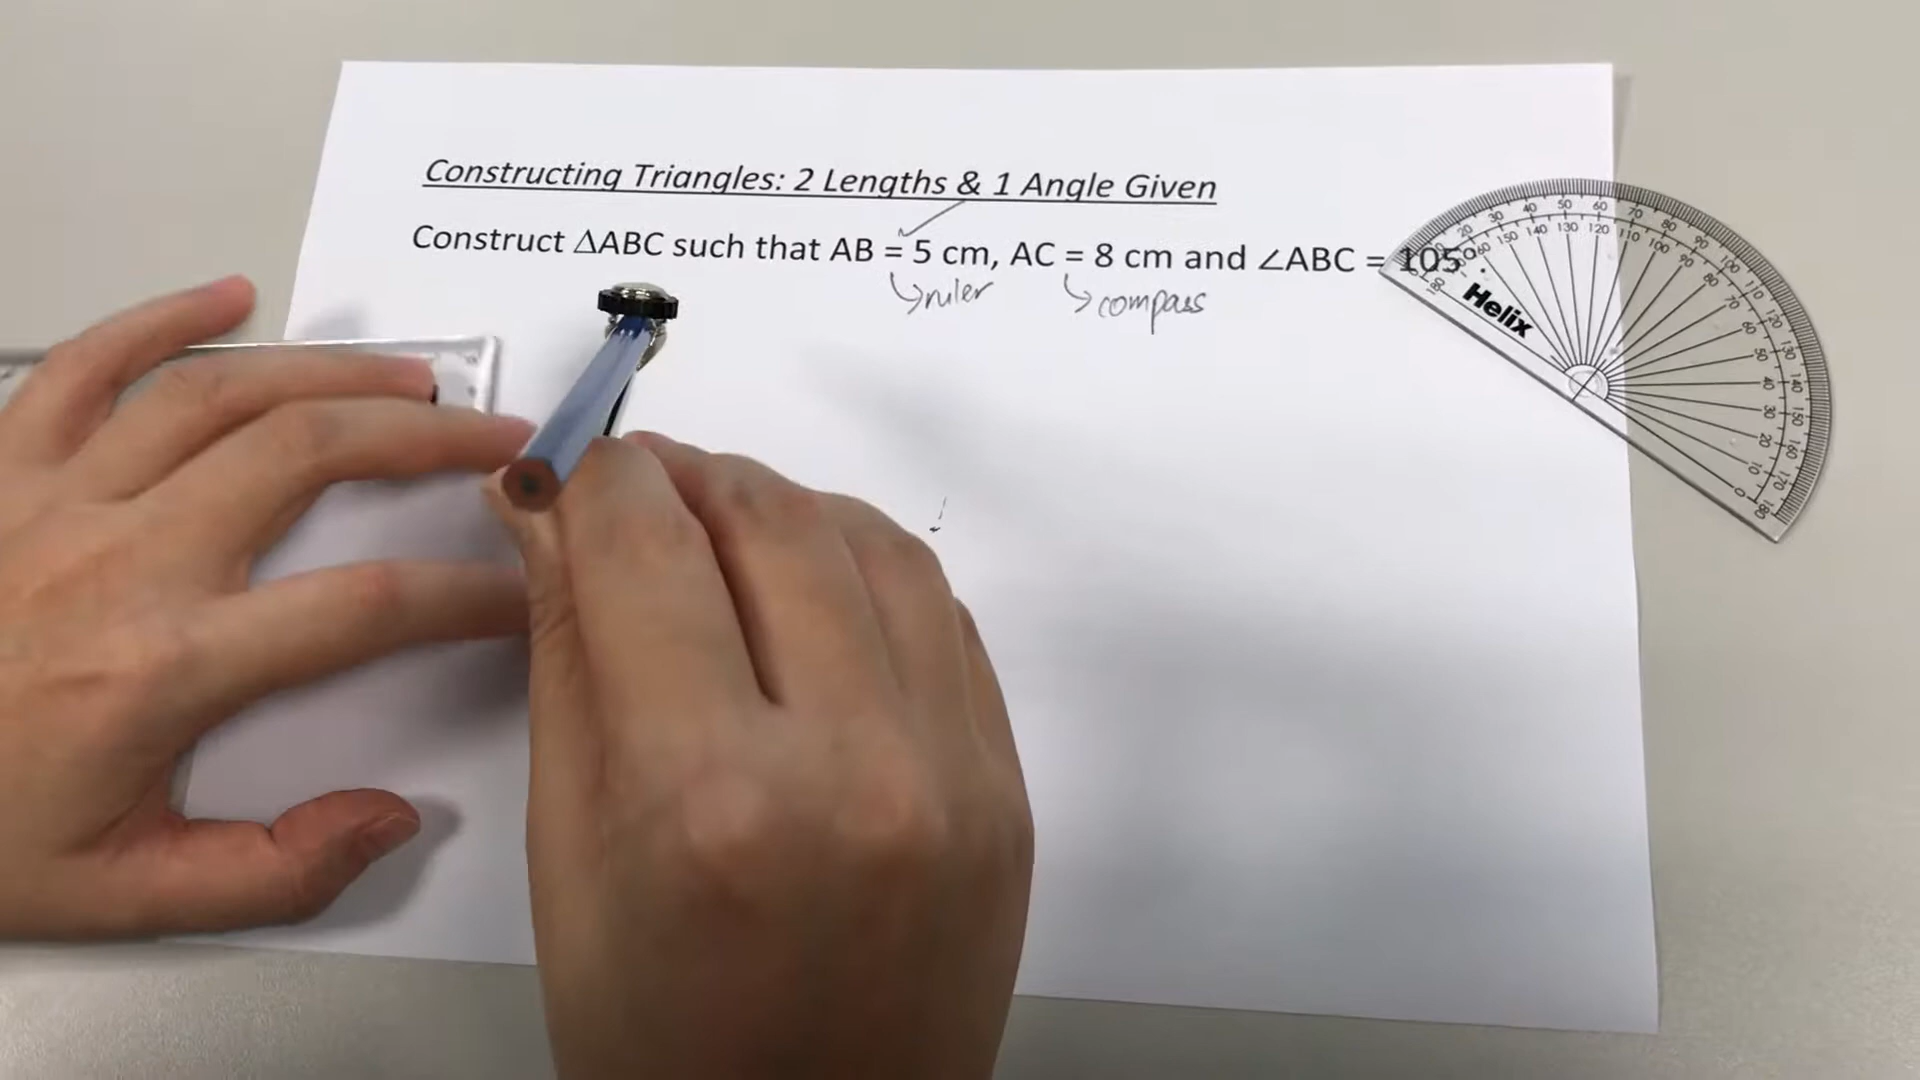 Constructing Triangles: 2 Lengths & 1 Angle Given
Construct ΔABC such that AB = 5 cm, AC = 8 cm and ∠ABC = 105°.
ruler
compass
Helix